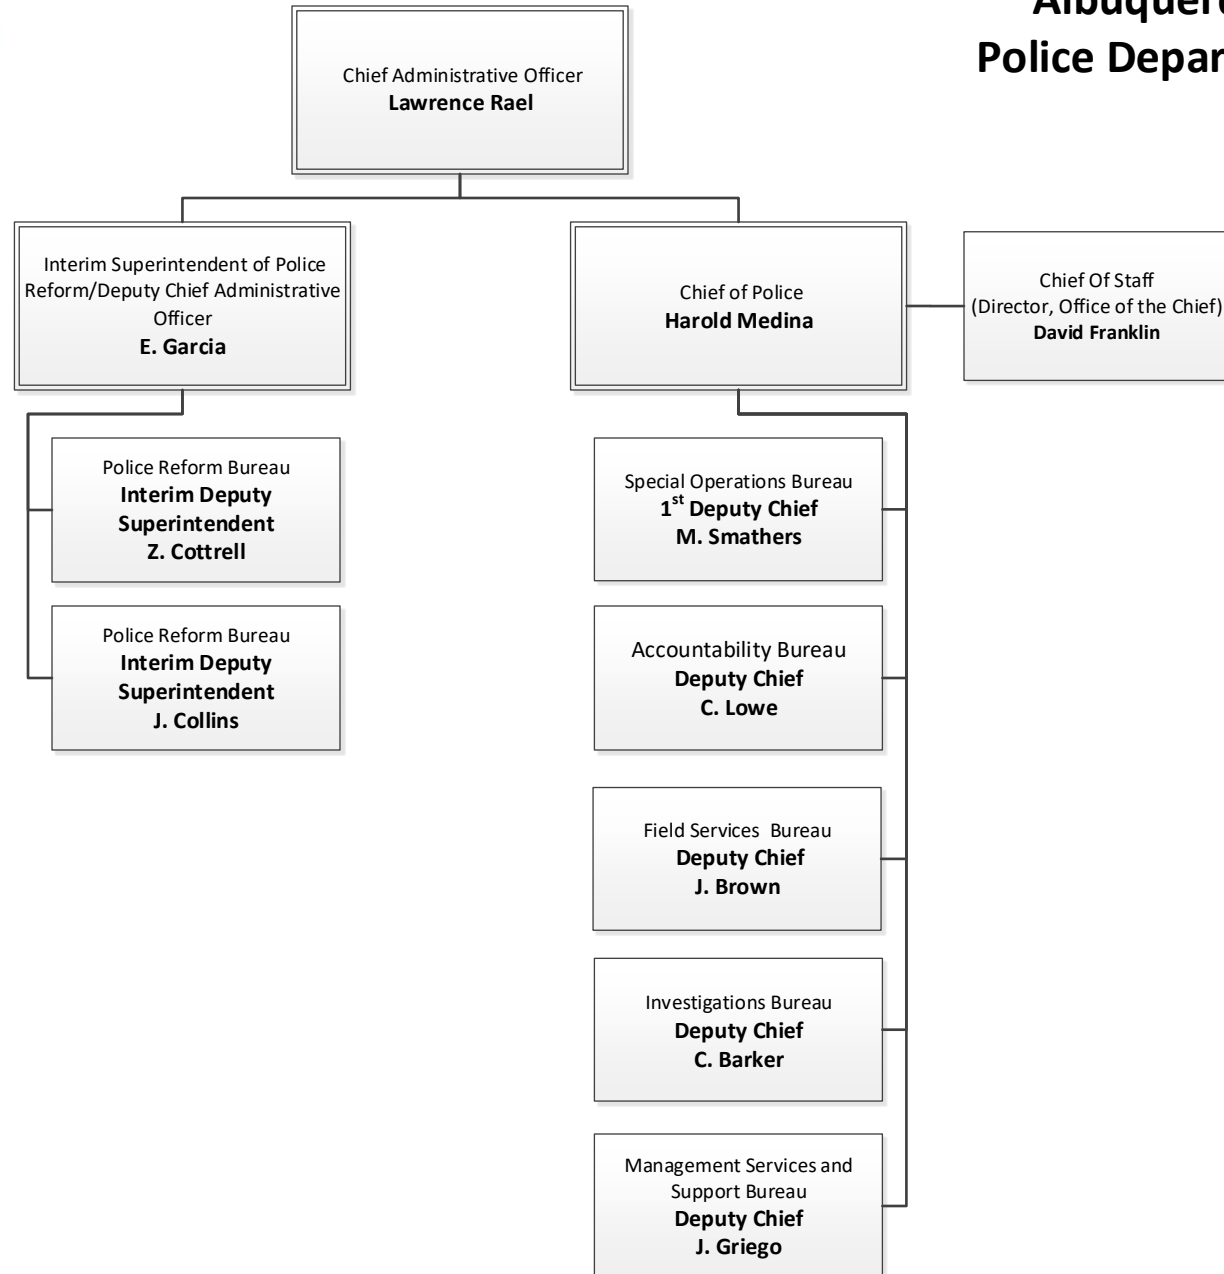 Police
Chief Administrative Officer
Lawrence Rael
Interim Superintendent of Police
Reform/Deputy Chief Administrative
Officer
E. Garcia
Chief of Police
Harold Medina
Chief Of Staff
(Director, Office of the Chief)
David Franklin
Police Reform Bureau
Interim Deputy
Superintendent
Z. Cottrell
Police Reform Bureau
Interim Deputy
Superintendent
J. Collins
Special Operations Bureau
1st Deputy Chief
M. Smathers
Accountability Bureau
Deputy Chief
C. Lowe
Field Services Bureau
Deputy Chief
J. Brown
Investigations Bureau
Deputy Chief
C. Barker
Management Services and
Support Bureau
Deputy Chief
J. Griego